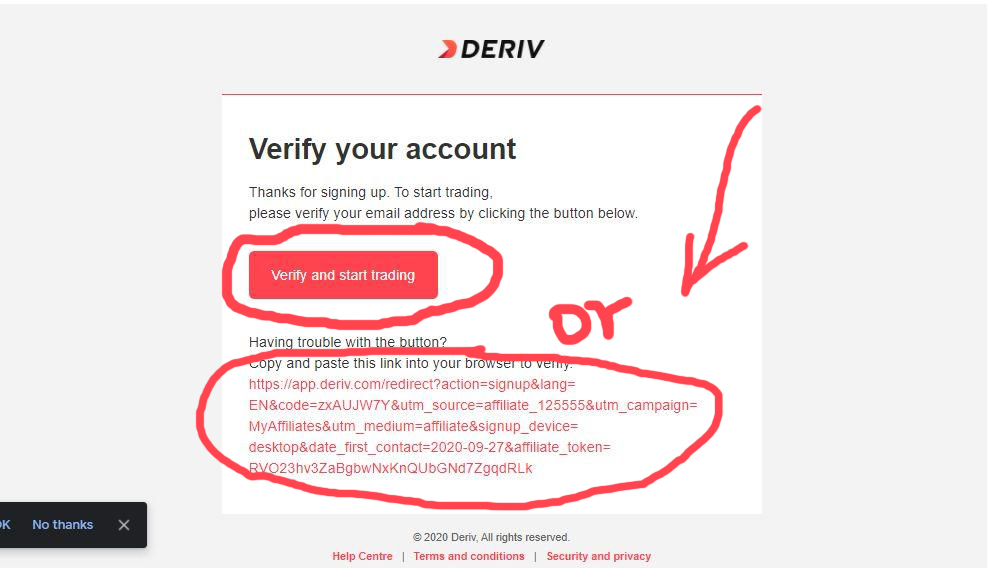 DERIV
Verify your account
Thanks for signing up. To start trading,
please verify your email address by clicking the button below.
Verify and start trading
or
Having trouble with the button?
Copy and paste this link into your browser to verify:
https://app.deriv.com/redirect?action=signup&lang=
EN&code=zxAUJW7Y&utm_source=affiliate_125555&utm_campaign=
MyAffiliates&utm_medium=affiliate&signup_device=
desktop&date_first_contact=2020-09-27&affiliate_token=
RVO23hv3ZaBgbwNxKnQUbGNd7ZgqdRLk
OK No thanks
© 2020 Deriv, All rights reserved.
Help Centre | Terms and conditions | Security and privacy